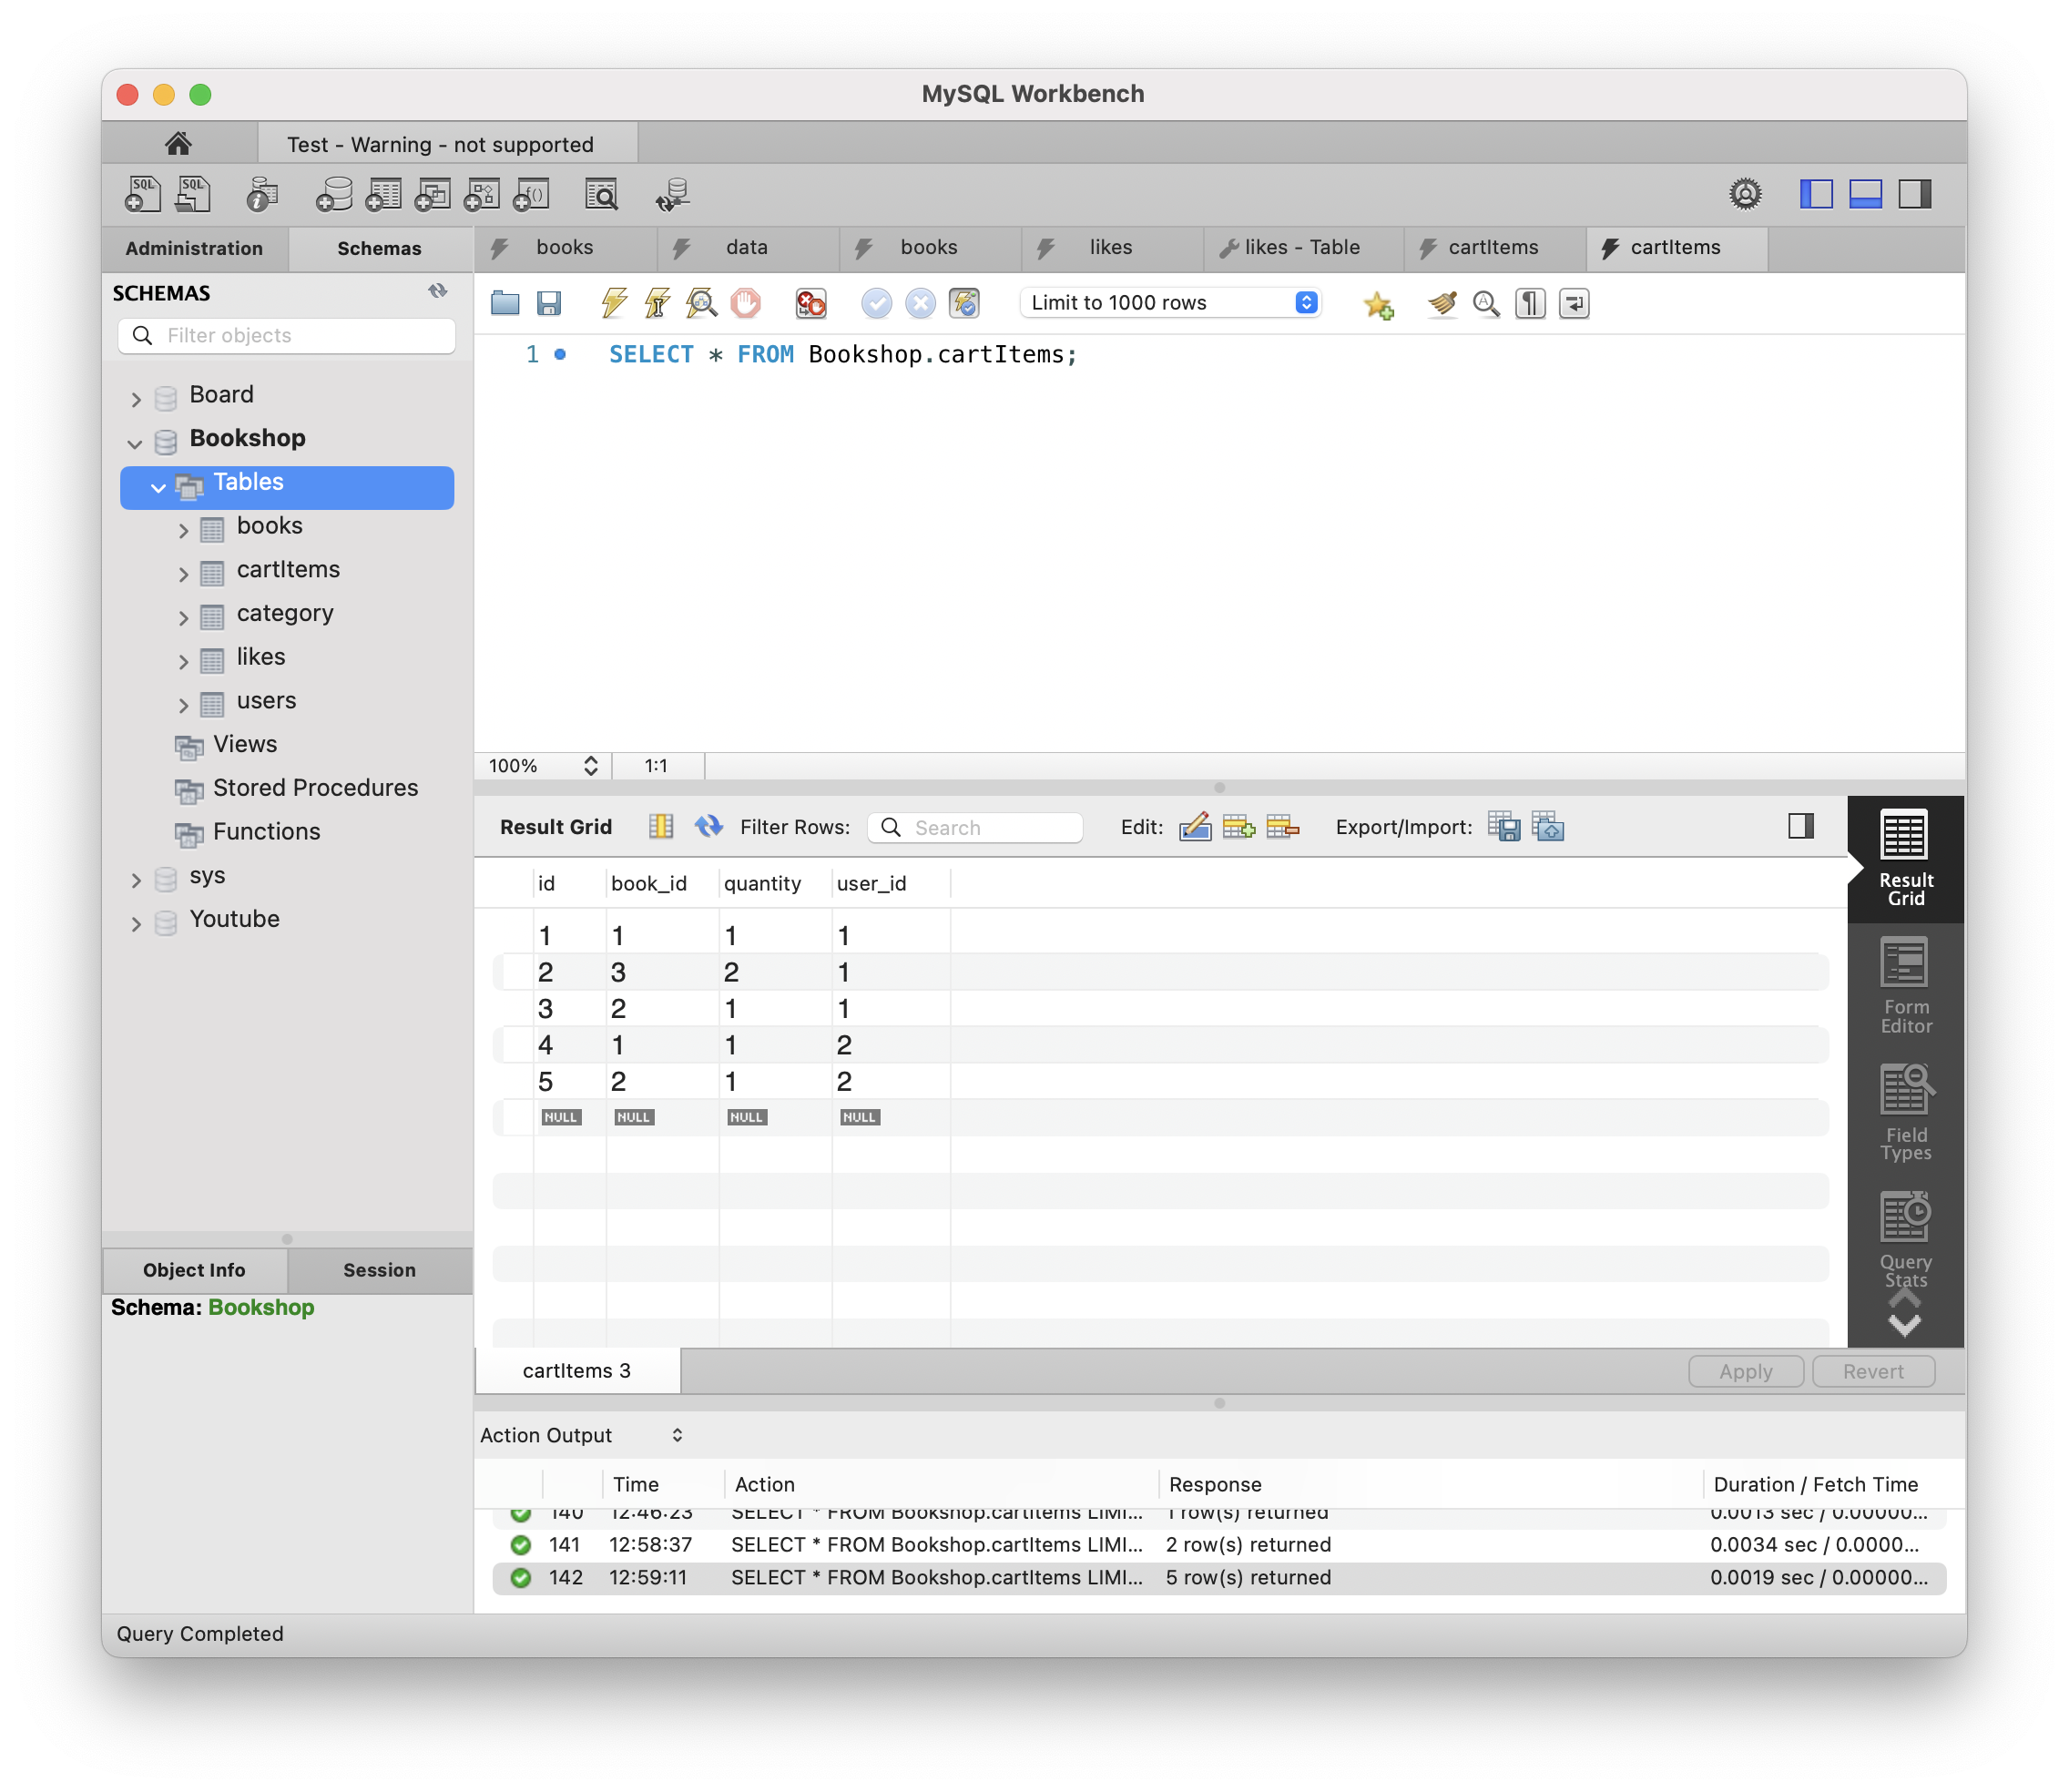 MySQL Workbench
Test - Warning - not supported
Administration
Schemas
books
data
books
likes
likes - Table
cartItems
cartItems
SCHEMAS
Filter objects
Limit to 1000 rows
1 SELECT * FROM Bookshop.cartItems;
Board
Bookshop
Tables
books
cartItems
category
likes
users
Views
Stored Procedures
Functions
sys
Youtube
100% 1:1
Result Grid Filter Rows: Search Edit: Export/Import:
id book_id quantity user_id
1 1 1 1
2 3 2 1
3 2 1 1
4 1 1 2
5 2 1 2
NULL NULL NULL NULL
Result
Grid
Form
Editor
Field
Types
Query
Stats
Object Info
Session
Schema: Bookshop
cartItems 3
Apply
Revert
Action Output
Time Action Response Duration / Fetch Time
140 12:46:23 SELECT * FROM Bookshop.cartItems LIMI... 1 row(s) returned 0.0013 sec / 0.00000...
141 12:58:37 SELECT * FROM Bookshop.cartItems LIMI... 2 row(s) returned 0.0034 sec / 0.0000...
142 12:59:11 SELECT * FROM Bookshop.cartItems LIMI... 5 row(s) returned 0.0019 sec / 0.00000...
Query Completed